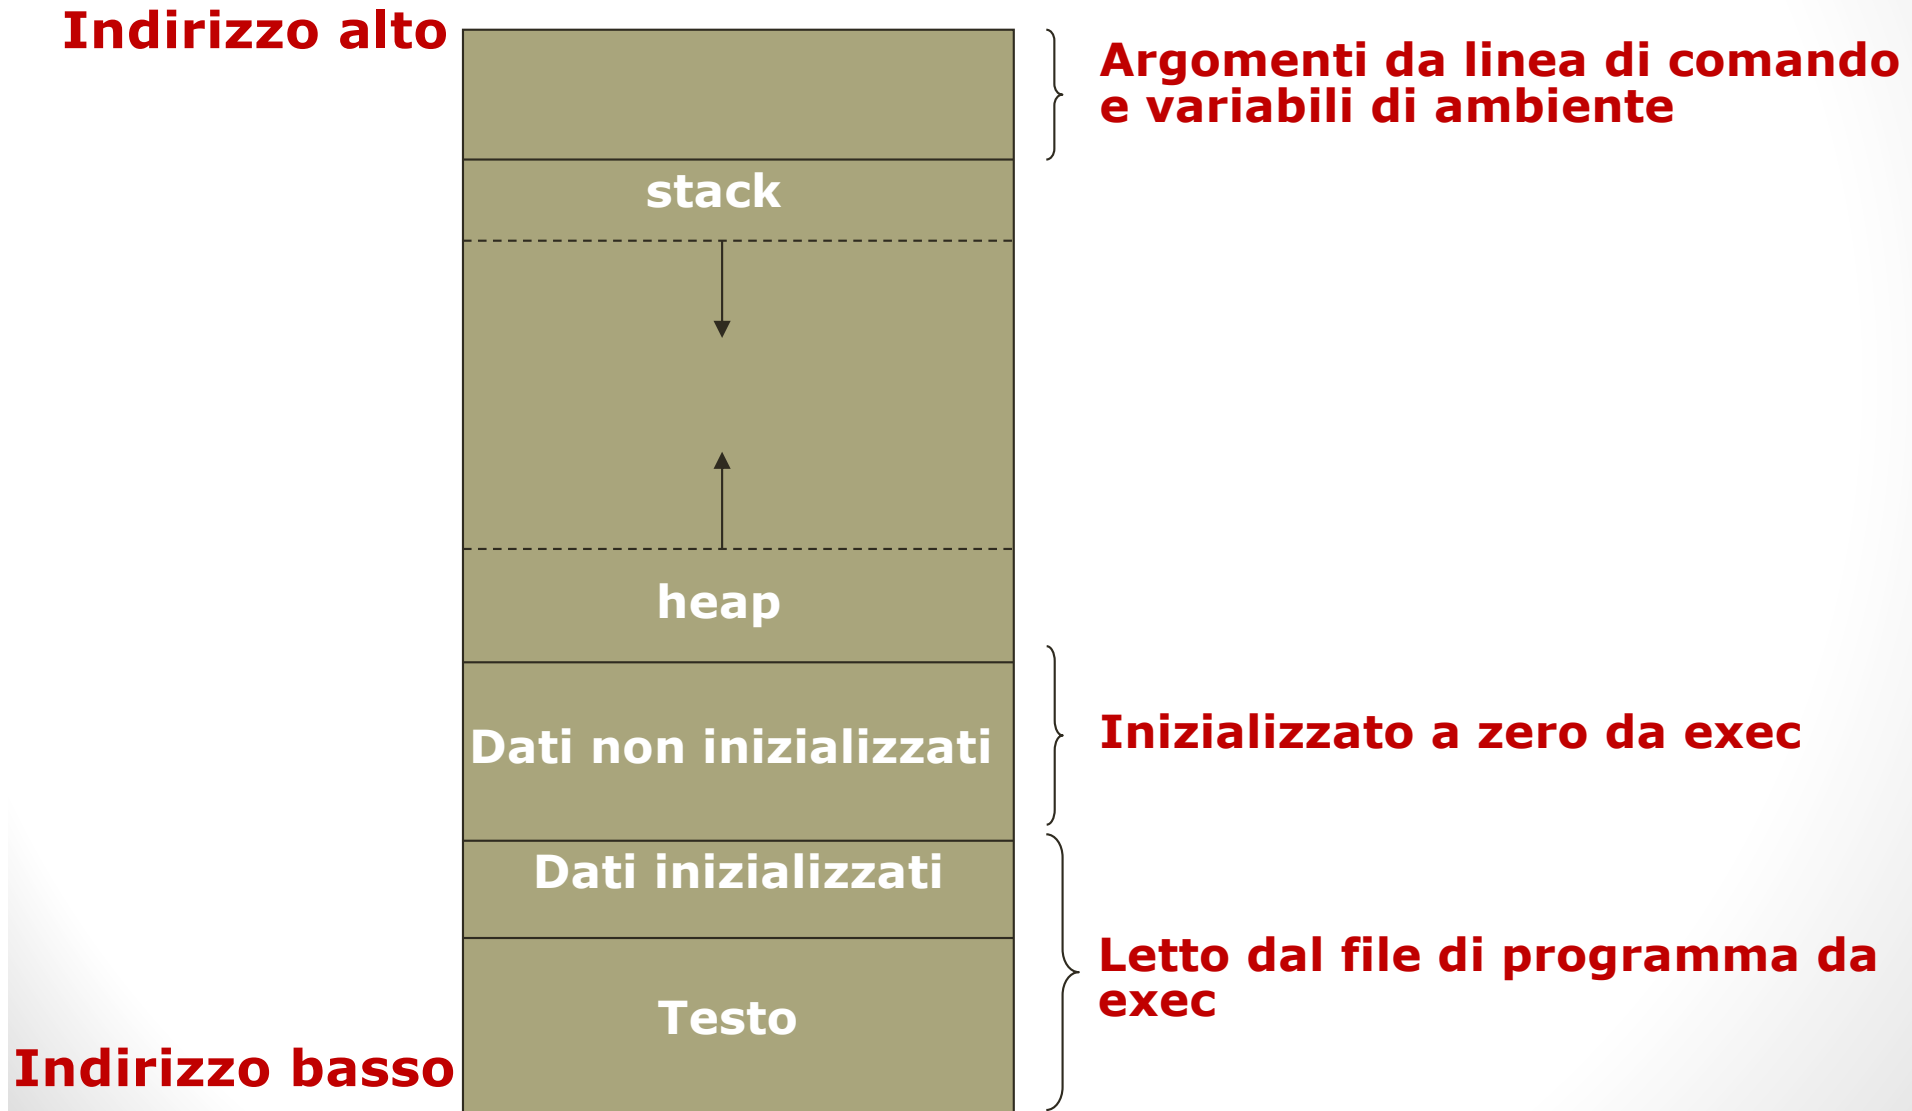 Indirizzo alto
Argomenti da linea di comando
e variabili di ambiente
stack
heap
Dati non inizializzati
Inizializzato a zero da exec
Dati inizializzati
Letto dal file di programma da
exec
Testo
Indirizzo basso